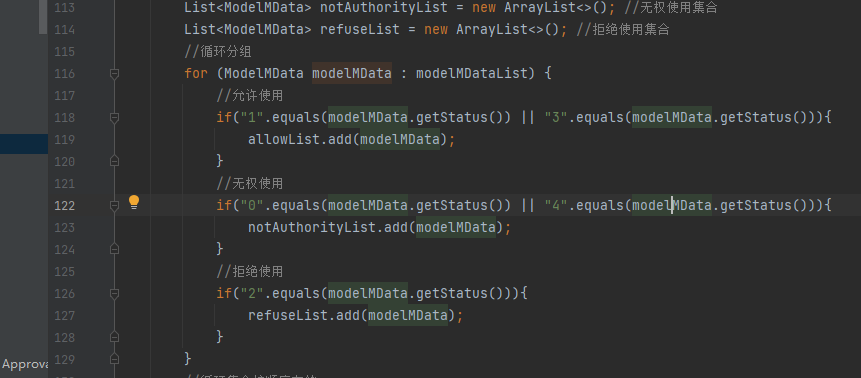 113 List<ModelMData> notAuthorityList = new ArrayList<>(); //无权使用集合
114 List<ModelMData> refuseList = new ArrayList<>(); //拒绝使用集合
115 //循环分组
116 for (ModelMData modelMData : modelMDataList) {
117 //允许使用
118 if("1".equals(modelMData.getStatus()) || "3".equals(modelMData.getStatus())){
119 allowList.add(modelMData);
120 }
121 //无权使用
122 if("0".equals(modelMData.getStatus()) || "4".equals(modelMData.getStatus())){
123 notAuthorityList.add(modelMData);
124 }
125 //拒绝使用
126 if("2".equals(modelMData.getStatus())){
127 refuseList.add(modelMData);
128 }
Approva
129 }